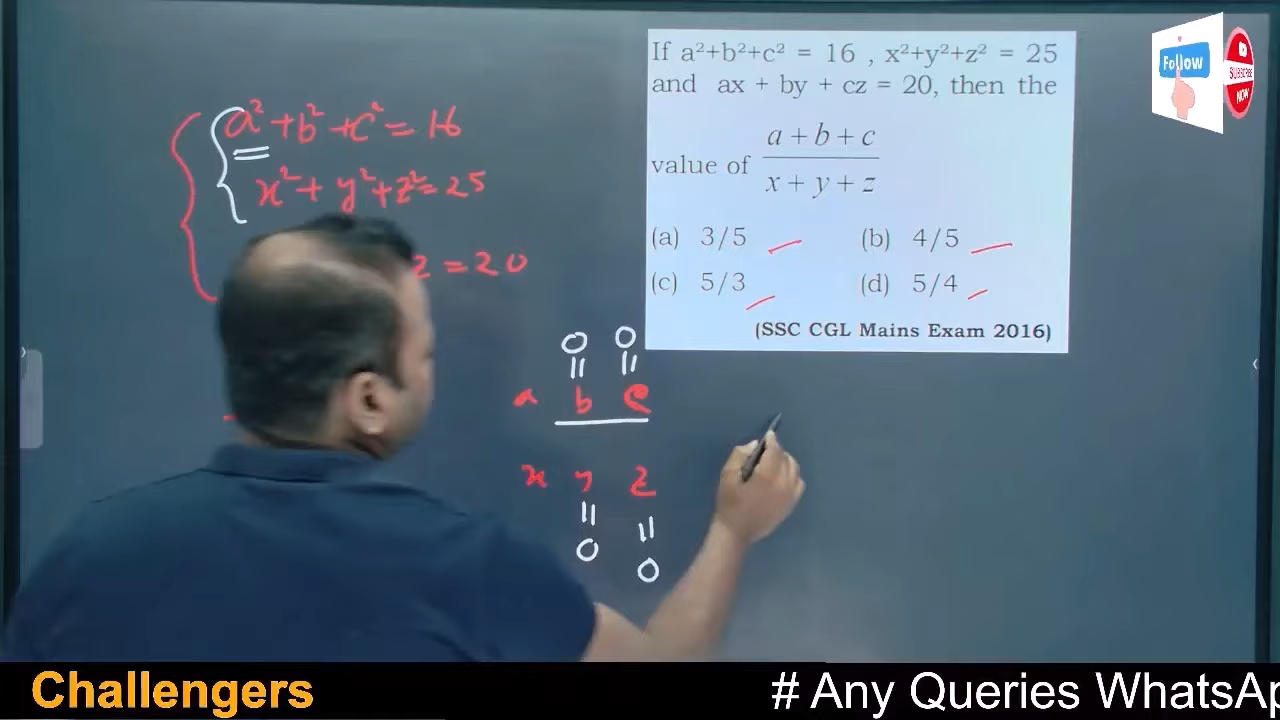 If a²+b²+c² = 16 , x²+y²+z² = 25
and ax + by + cz = 20, then the
value of a + b + c
x + y + z
(a) 3/5 (b) 4/5
(c) 5/3 (d) 5/4
(SSC CGL Mains Exam 2016)
Follow
SUBSCRIBE
NOW
a²+b²+c²=16
x²+y²+z²=25
z=20
0 0
= =
a b c
x y z
= =
0 0
Challengers
# Any Queries WhatsAp